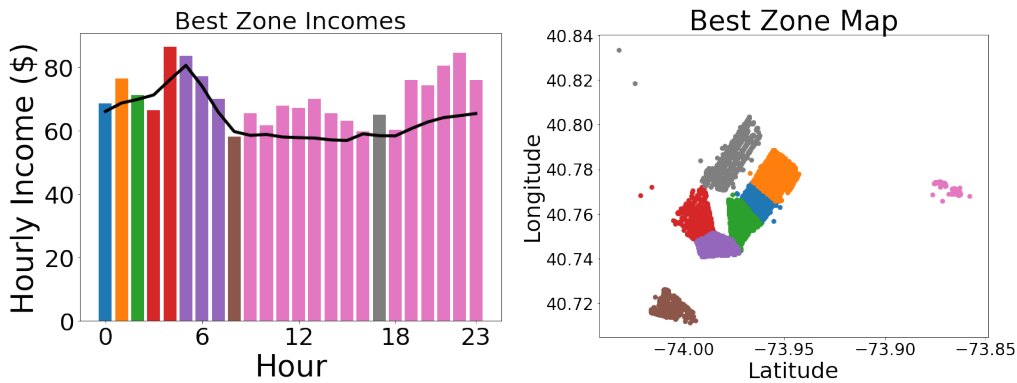 Best Zone Incomes
Hourly Income ($)
80
60
40
20
0
0 6 12 18 23
Hour
Best Zone Map
Longitude
40.84
40.82
40.80
40.78
40.76
40.74
40.72
−74.00 −73.95 −73.90 −73.85
Latitude